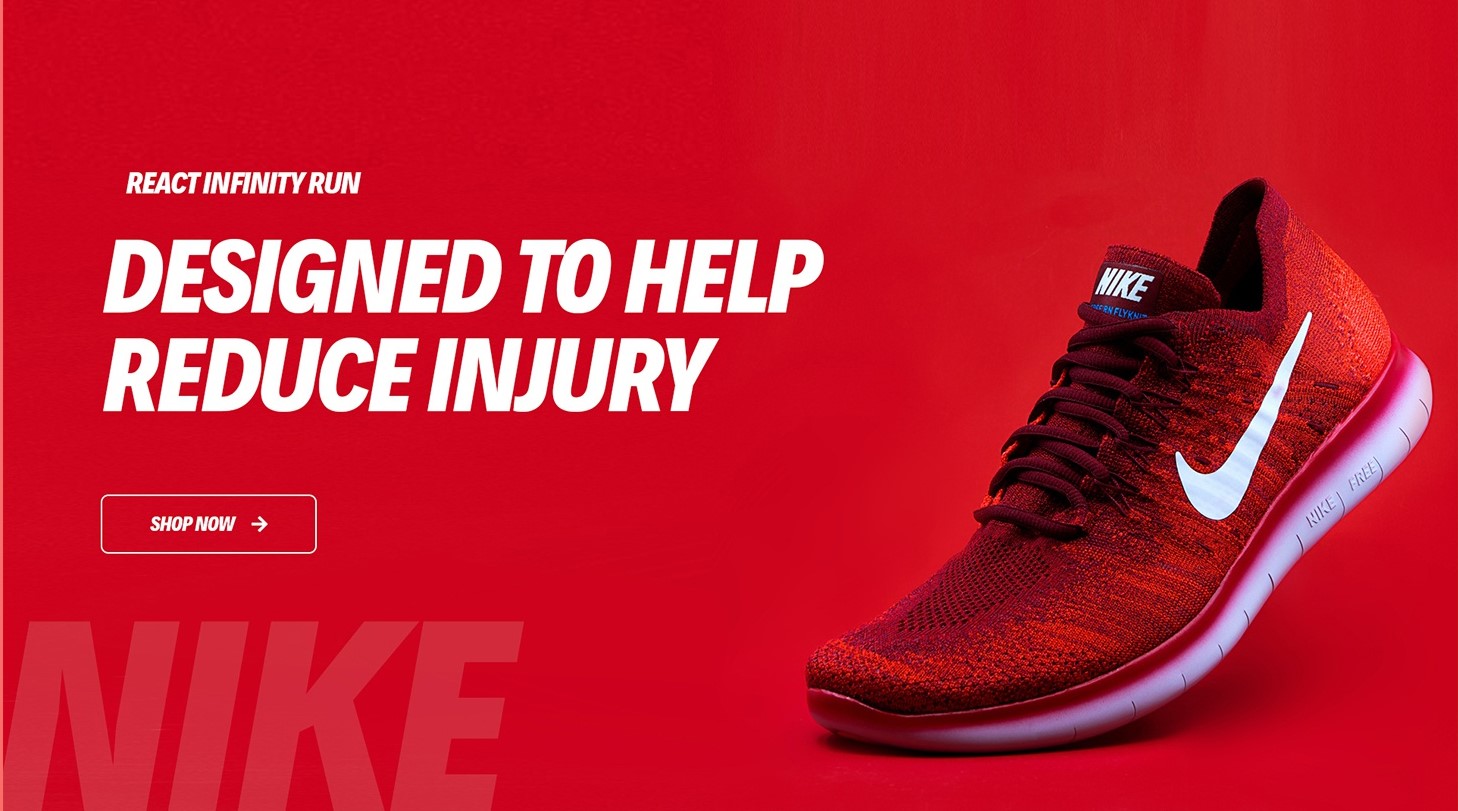 REACT INFINITY RUN
DESIGNED TO HELP
REDUCE INJURY
SHOP NOW
NIKE
NIKE
NIKE FREE